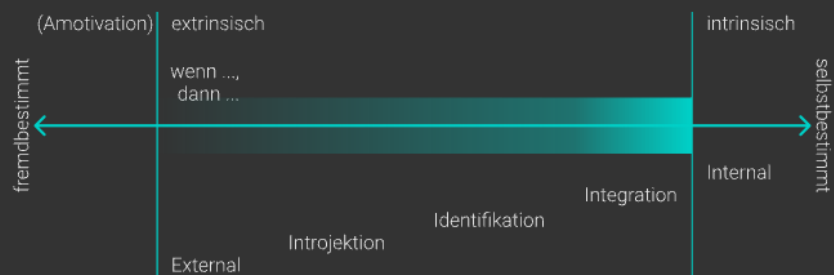 (Amotivation)
extrinsisch
intrinsisch
wenn ...,
dann ...
fremdbestimmt
selbstbestimmt
Internal
Integration
Identifikation
Introjektion
External